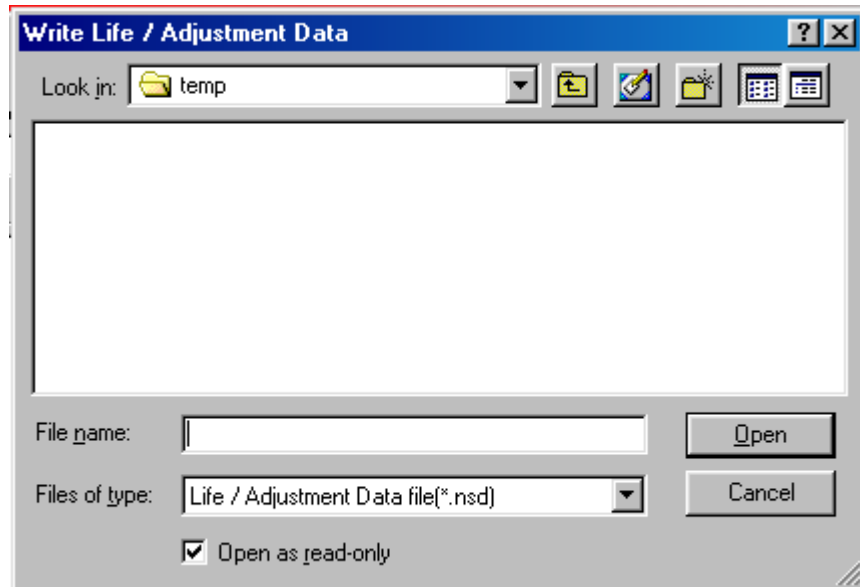 Write Life / Adjustment Data
Look in: temp
File name:
Open
Files of type: Life / Adjustment Data file(*.nsd)
Cancel
Open as read-only